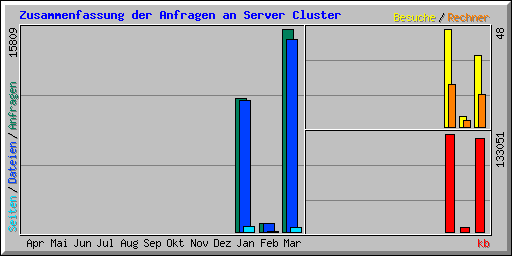 Zusammenfassung der Anfragen an Server Cluster
Besuche / Rechner
15809
48
Seiten / Dateien / Anfragen
133051
Apr Mai Jun Jul Aug Sep Okt Nov Dez Jan Feb Mar
kb